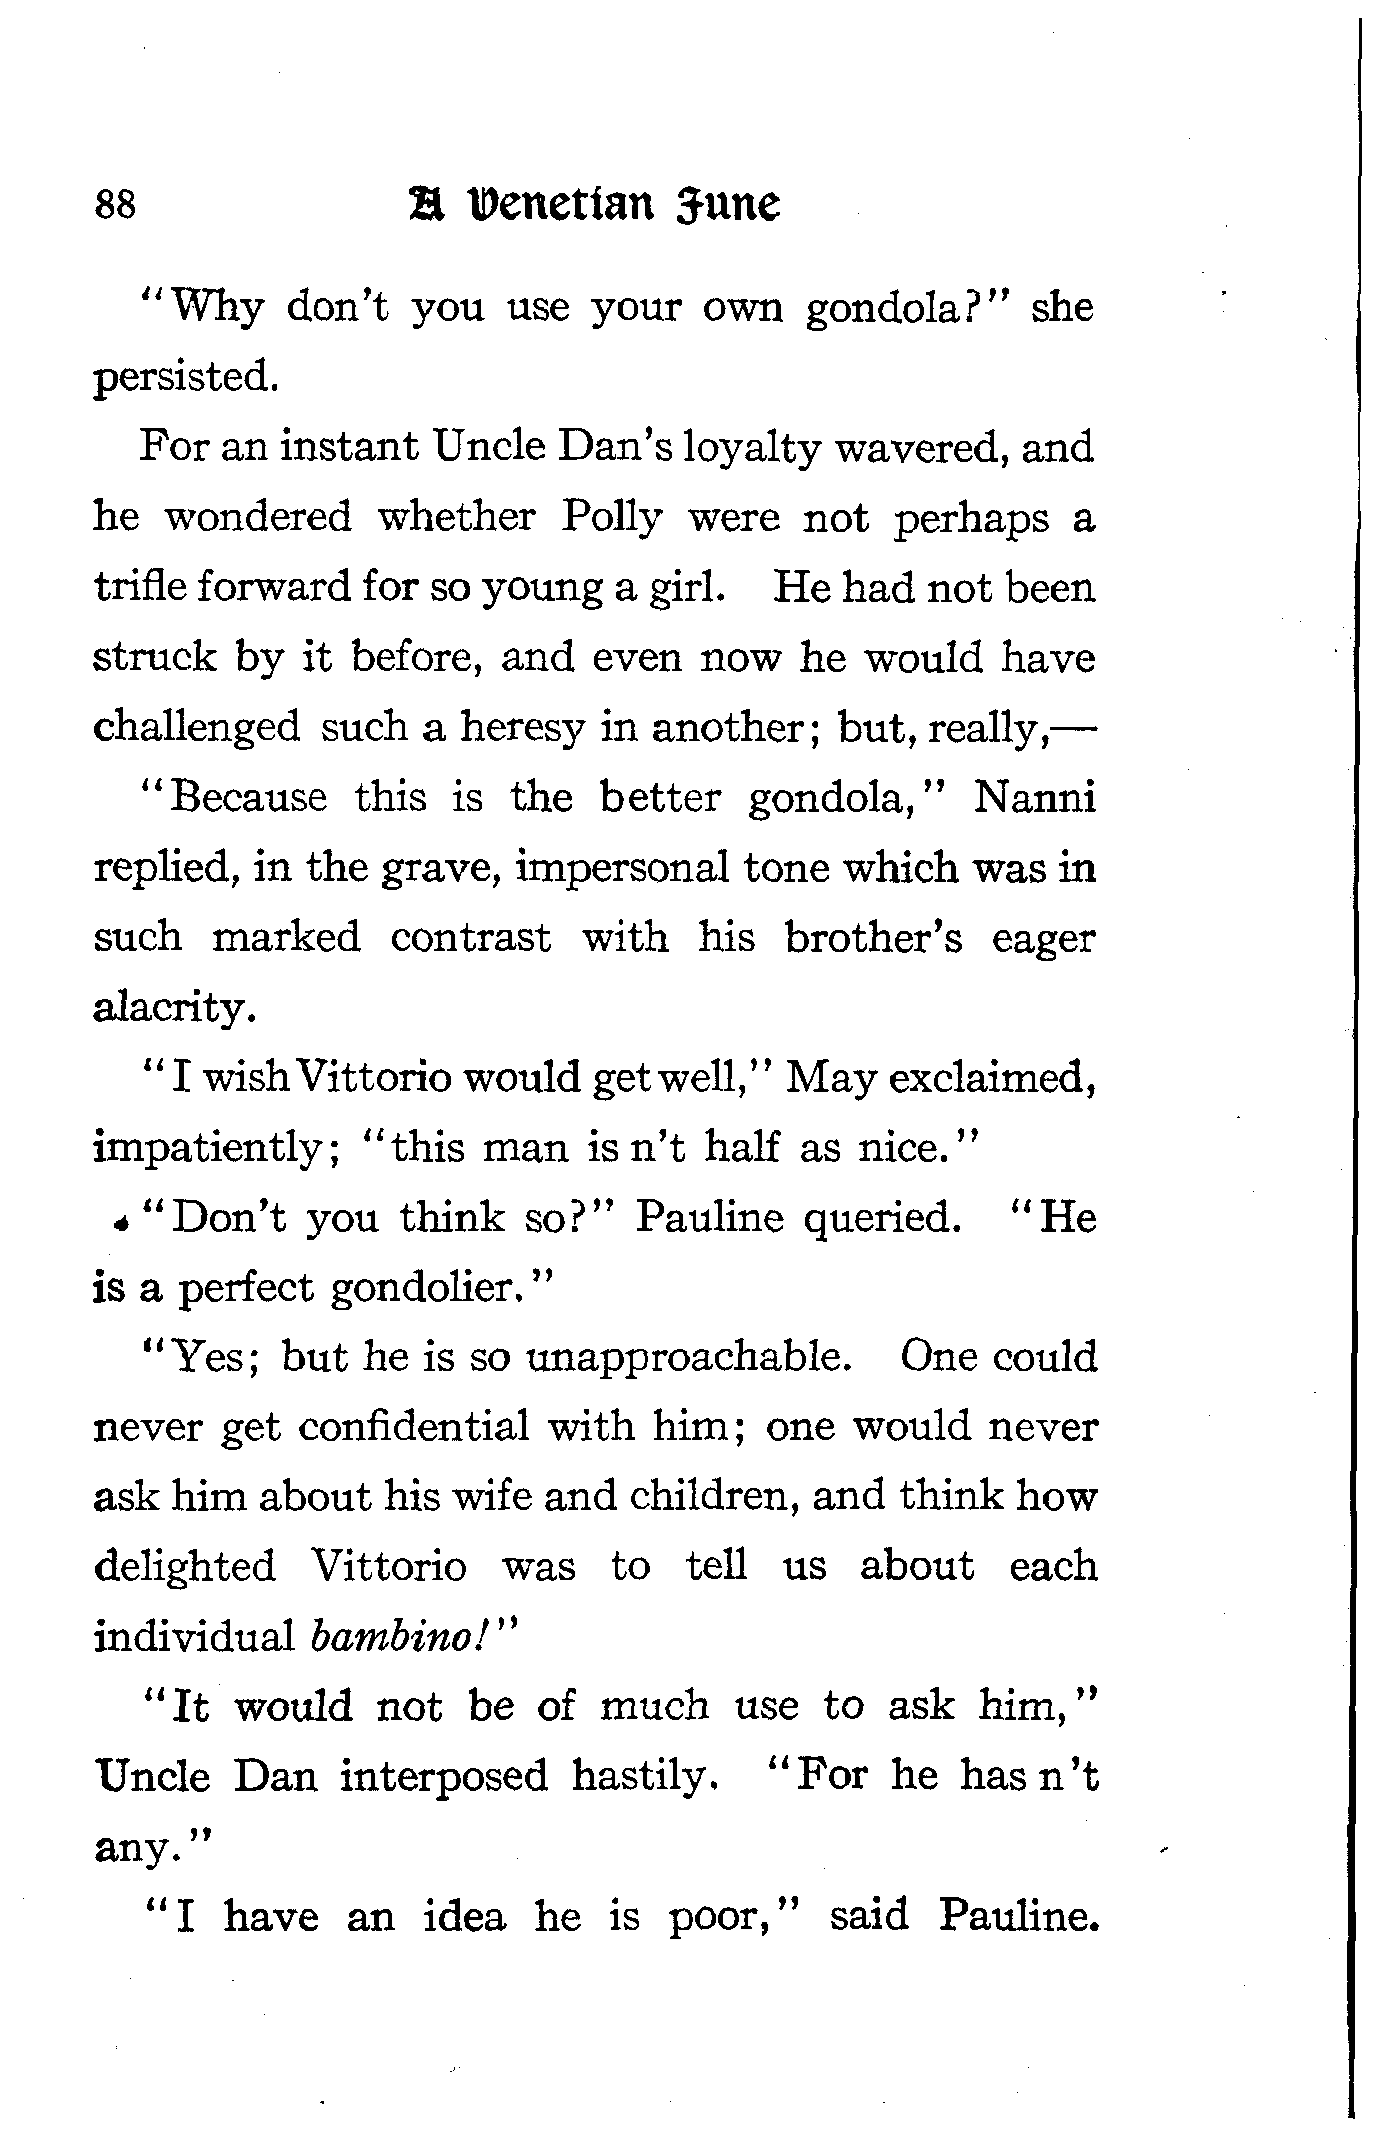 88 A Venetian June
"Why don't you use your own gondola?" she
persisted.
For an instant Uncle Dan's loyalty wavered, and
he wondered whether Polly were not perhaps a
trifle forward for so young a girl. He had not been
struck by it before, and even now he would have
challenged such a heresy in another; but, really,—
"Because this is the better gondola," Nanni
replied, in the grave, impersonal tone which was in
such marked contrast with his brother's eager
alacrity.
"I wish Vittorio would get well," May exclaimed,
impatiently; "this man is n't half as nice."
"Don't you think so?" Pauline queried. "He
is a perfect gondolier."
"Yes; but he is so unapproachable. One could
never get confidential with him; one would never
ask him about his wife and children, and think how
delighted Vittorio was to tell us about each
individual bambino!"
"It would not be of much use to ask him,"
Uncle Dan interposed hastily. "For he has n't
any."
"I have an idea he is poor," said Pauline.